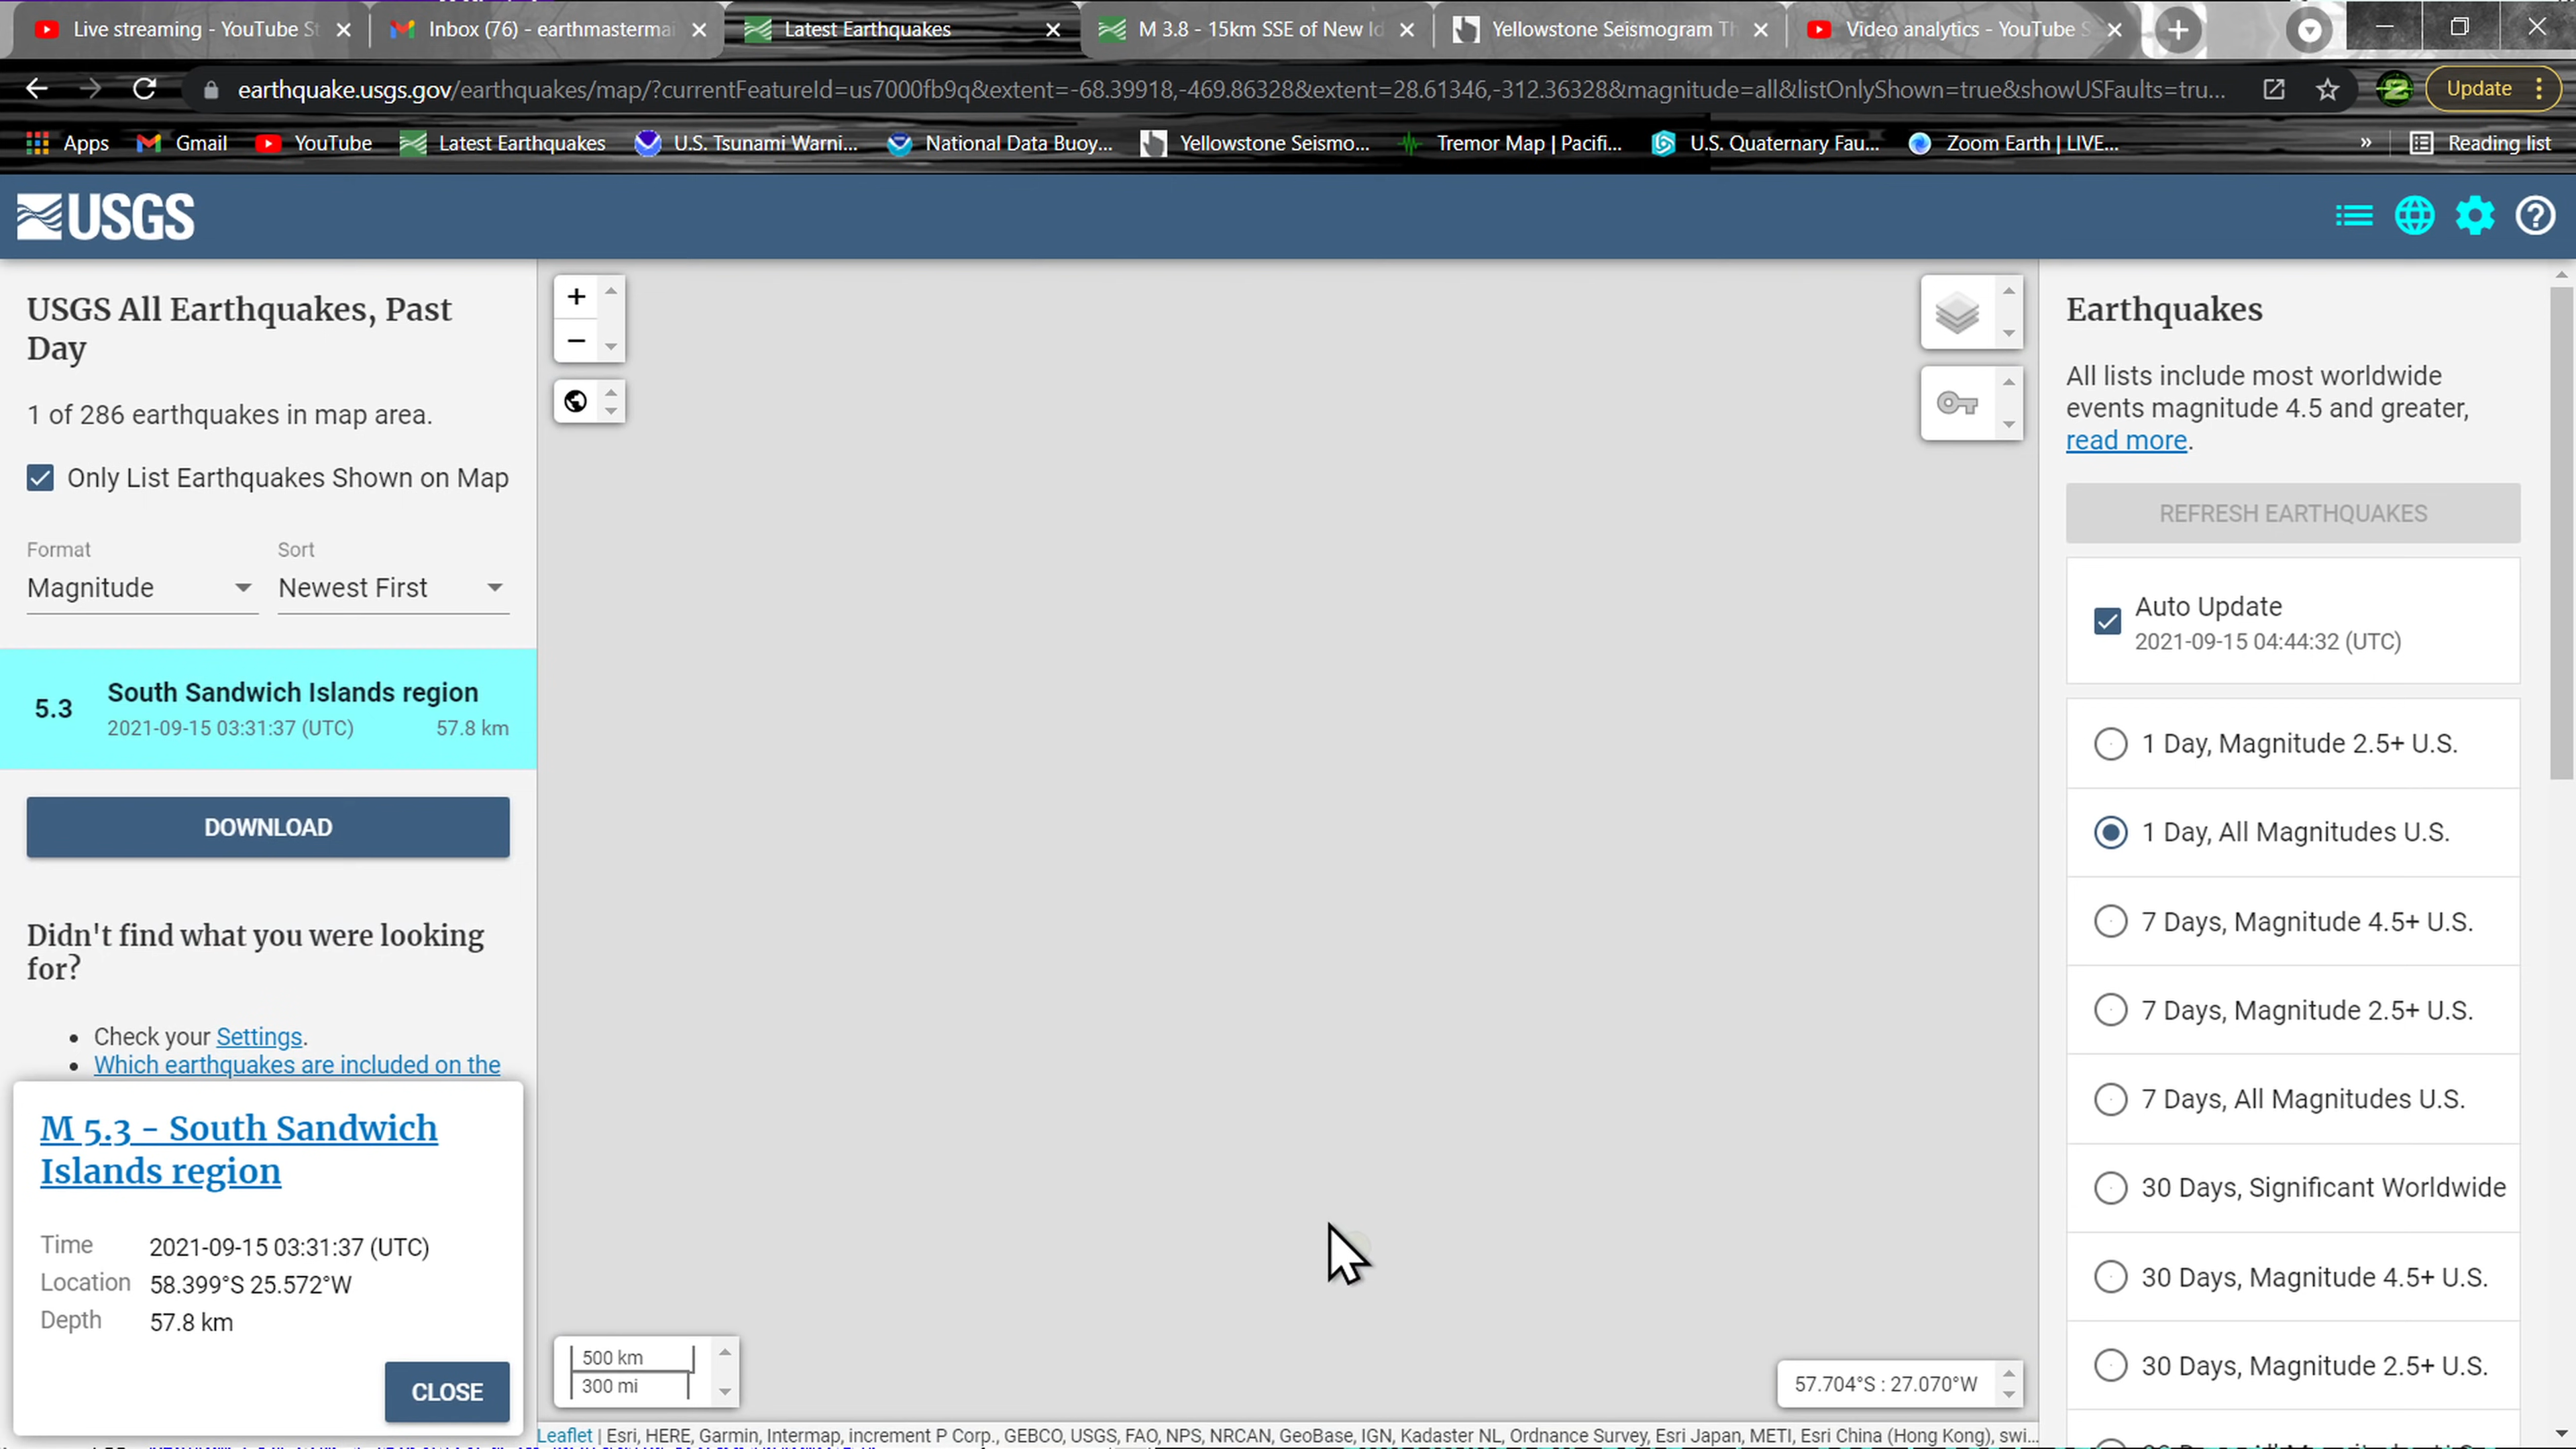 Live streaming - YouTube St
Inbox (76) - earthmastermai
Latest Earthquakes
M 3.8 - 15km SSE of New Id
Yellowstone Seismogram Th
Video analytics - YouTube S
earthquake.usgs.gov/earthquakes/map/?currentFeatureId=us7000fb9q&extent=-68.39918,-469.86328&extent=28.61346,-312.36328&magnitude=all&listOnlyShown=true&showUSFaults=tru...
Update
Apps
Gmail
YouTube
Latest Earthquakes
U.S. Tsunami Warni...
National Data Buoy...
Yellowstone Seismo...
Tremor Map | Pacifi...
U.S. Quaternary Fau...
Zoom Earth | LIVE...
»
Reading list
USGS
USGS All Earthquakes, Past
Day
1 of 286 earthquakes in map area.
Only List Earthquakes Shown on Map
Format
Sort
Magnitude
Newest First
5.3
South Sandwich Islands region
2021-09-15 03:31:37 (UTC)
57.8 km
DOWNLOAD
Didn't find what you were looking
for?
• Check your Settings.
• Which earthquakes are included on the
M 5.3 - South Sandwich
Islands region
Time 2021-09-15 03:31:37 (UTC)
Location 58.399°S 25.572°W
Depth 57.8 km
CLOSE
+
−
500 km
300 mi
57.704°S : 27.070°W
Leaflet | Esri, HERE, Garmin, Intermap, increment P Corp., GEBCO, USGS, FAO, NPS, NRCAN, GeoBase, IGN, Kadaster NL, Ordnance Survey, Esri Japan, METI, Esri China (Hong Kong), swi...
Earthquakes
All lists include most worldwide
events magnitude 4.5 and greater,
read more.
REFRESH EARTHQUAKES
Auto Update
2021-09-15 04:44:32 (UTC)
1 Day, Magnitude 2.5+ U.S.
1 Day, All Magnitudes U.S.
7 Days, Magnitude 4.5+ U.S.
7 Days, Magnitude 2.5+ U.S.
7 Days, All Magnitudes U.S.
30 Days, Significant Worldwide
30 Days, Magnitude 4.5+ U.S.
30 Days, Magnitude 2.5+ U.S.